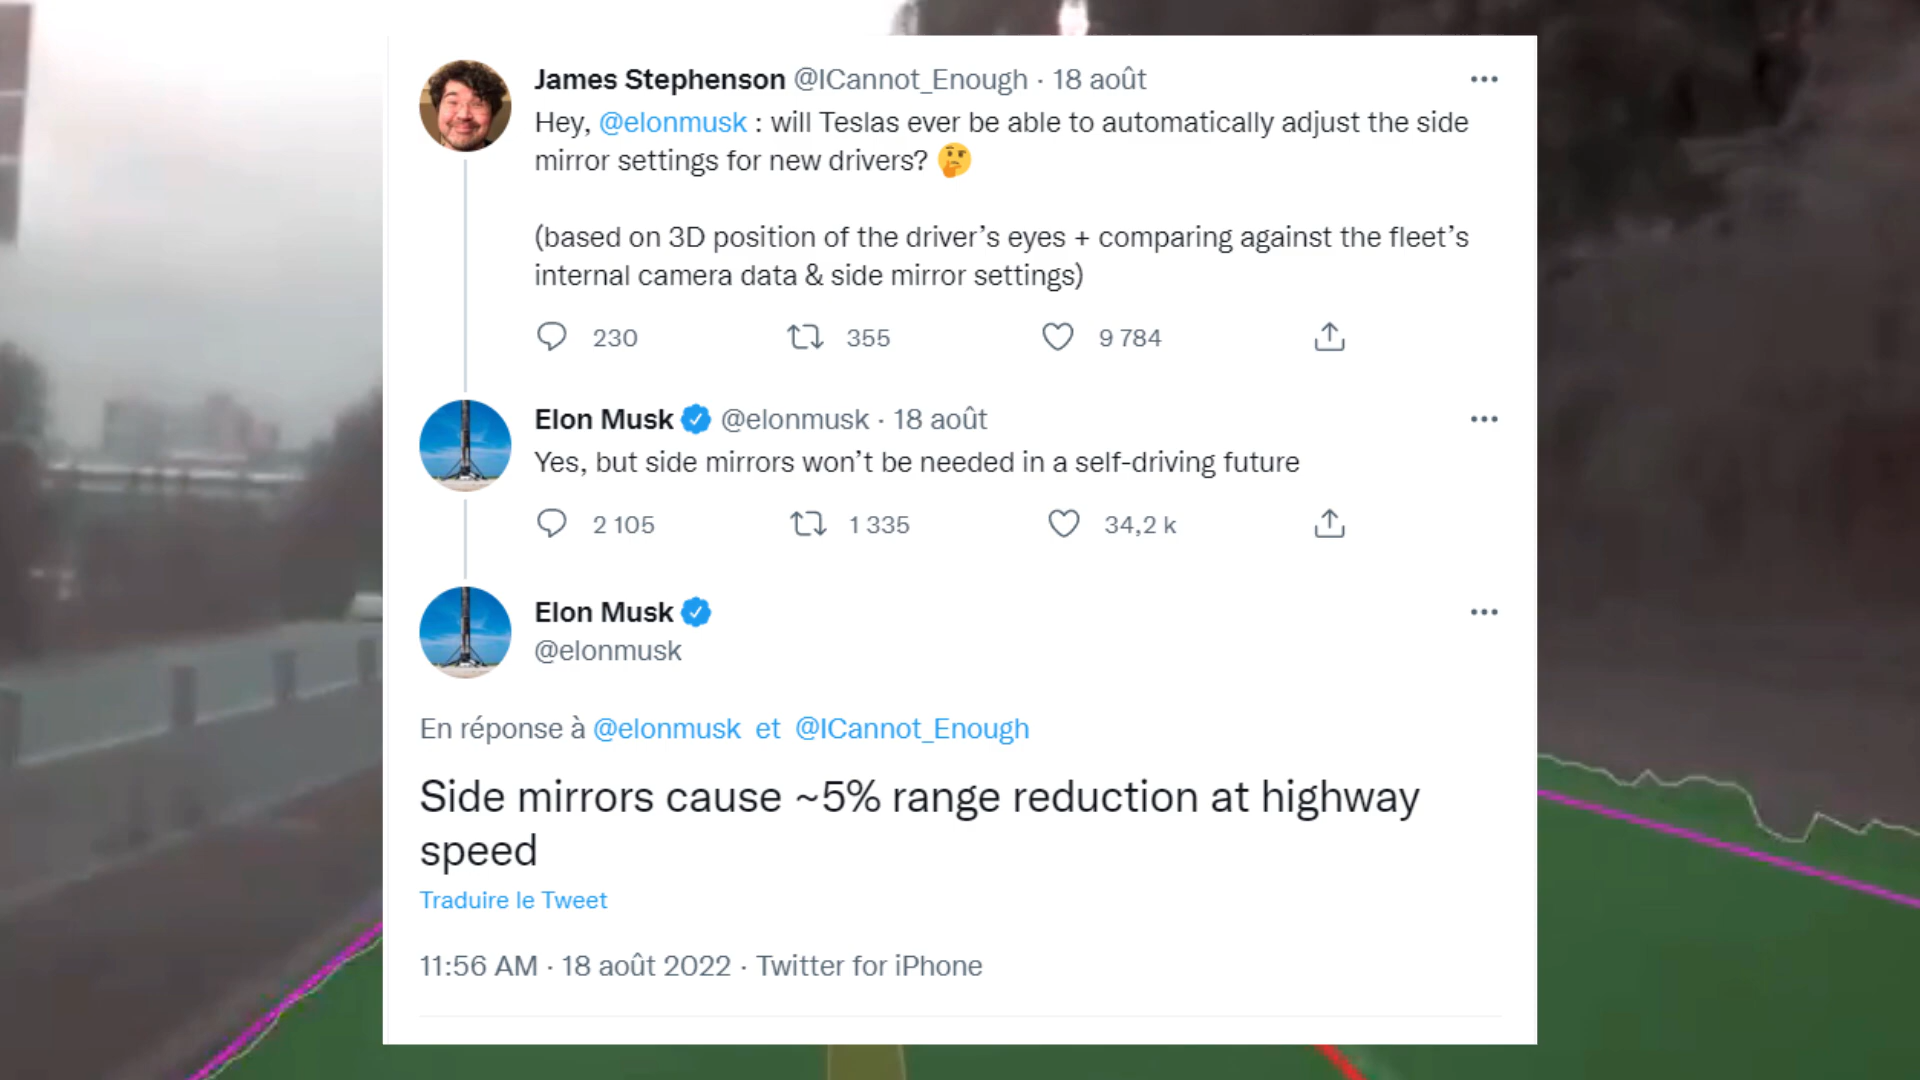 James Stephenson @ICannot_Enough · 18 août
Hey, @elonmusk : will Teslas ever be able to automatically adjust the side
mirror settings for new drivers? 🤔
(based on 3D position of the driver’s eyes + comparing against the fleet’s
internal camera data & side mirror settings)
230 355 9 784
Elon Musk @elonmusk · 18 août
Yes, but side mirrors won’t be needed in a self-driving future
2 105 1 335 34,2 k
Elon Musk
@elonmusk
En réponse à @elonmusk et @ICannot_Enough
Side mirrors cause ~5% range reduction at highway
speed
Traduire le Tweet
11:56 AM · 18 août 2022 · Twitter for iPhone